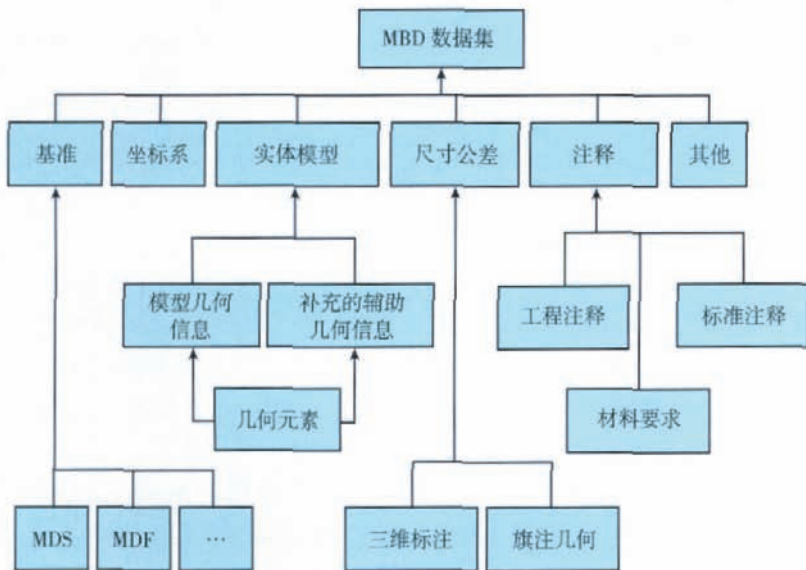 MBD 数据集
基准
坐标系
实体模型
尺寸公差
注释
其他
模型几何
信息
补充的辅助
几何信息
工程注释
标准注释
几何元素
材料要求
MDS
MDF
…
三维标注
旗注几何